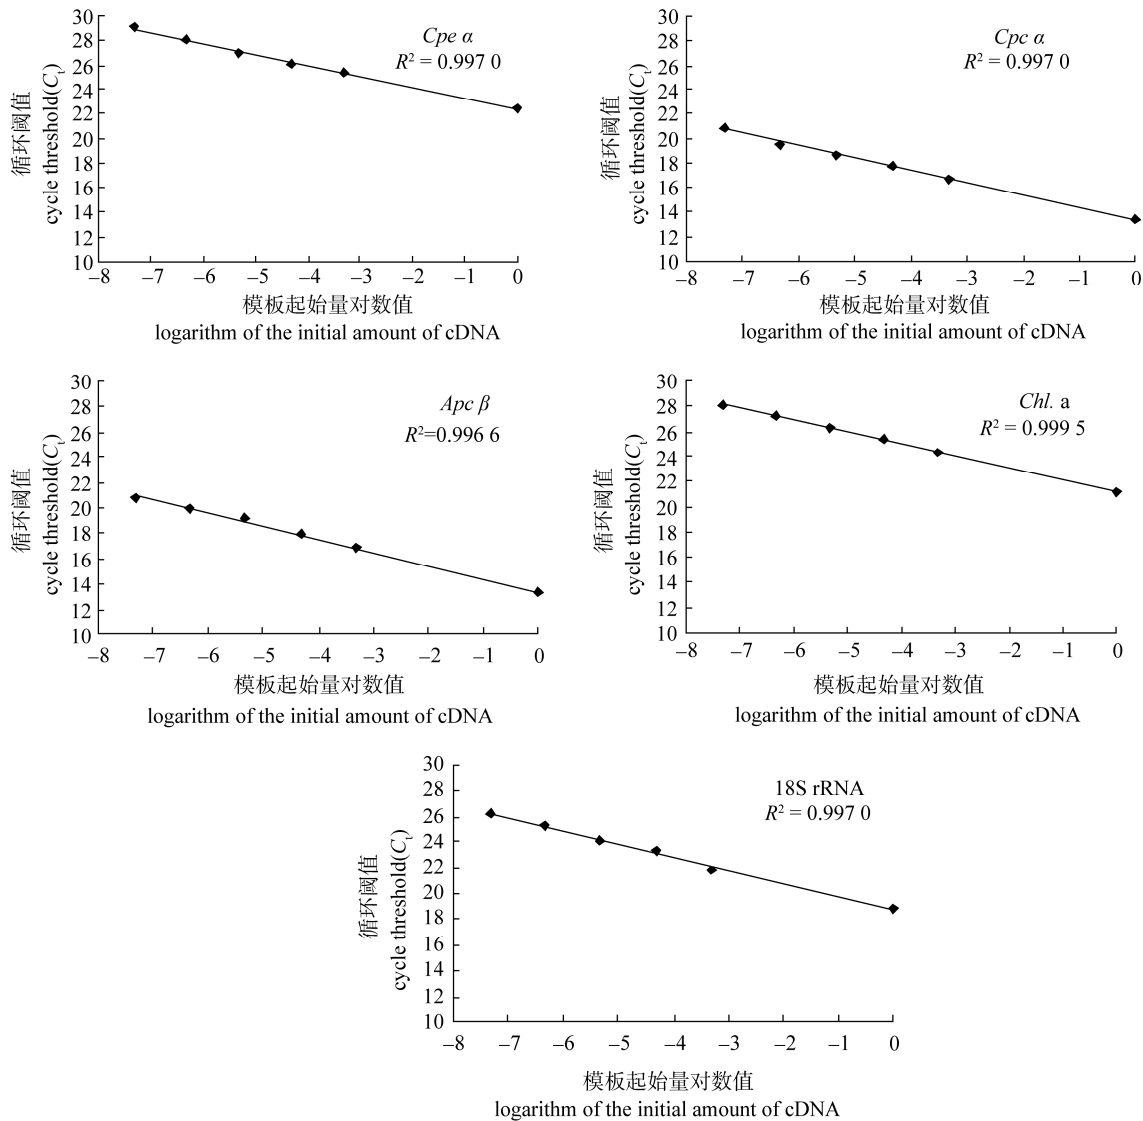 30
28
26
24
22
20
18
16
14
12
10
循环阈值
cycle threshold(Ct)
Cpe α
R² = 0.997 0
–8 –7 –6 –5 –4 –3 –2 –1 0
模板起始量对数值
logarithm of the initial amount of cDNA
30
28
26
24
22
20
18
16
14
12
10
循环阈值
cycle threshold(Ct)
Cpc α
R² = 0.997 0
–8 –7 –6 –5 –4 –3 –2 –1 0
模板起始量对数值
logarithm of the initial amount of cDNA
30
28
26
24
22
20
18
16
14
12
10
循环阈值
cycle threshold(Ct)
Apc β
R²=0.996 6
–8 –7 –6 –5 –4 –3 –2 –1 0
模板起始量对数值
logarithm of the initial amount of cDNA
30
28
26
24
22
20
18
16
14
12
10
循环阈值
cycle threshold(Ct)
Chl. a
R² = 0.999 5
–8 –7 –6 –5 –4 –3 –2 –1 0
模板起始量对数值
logarithm of the initial amount of cDNA
30
28
26
24
22
20
18
16
14
12
10
循环阈值
cycle threshold(Ct)
18S rRNA
R² = 0.997 0
–8 –7 –6 –5 –4 –3 –2 –1 0
模板起始量对数值
logarithm of the initial amount of cDNA